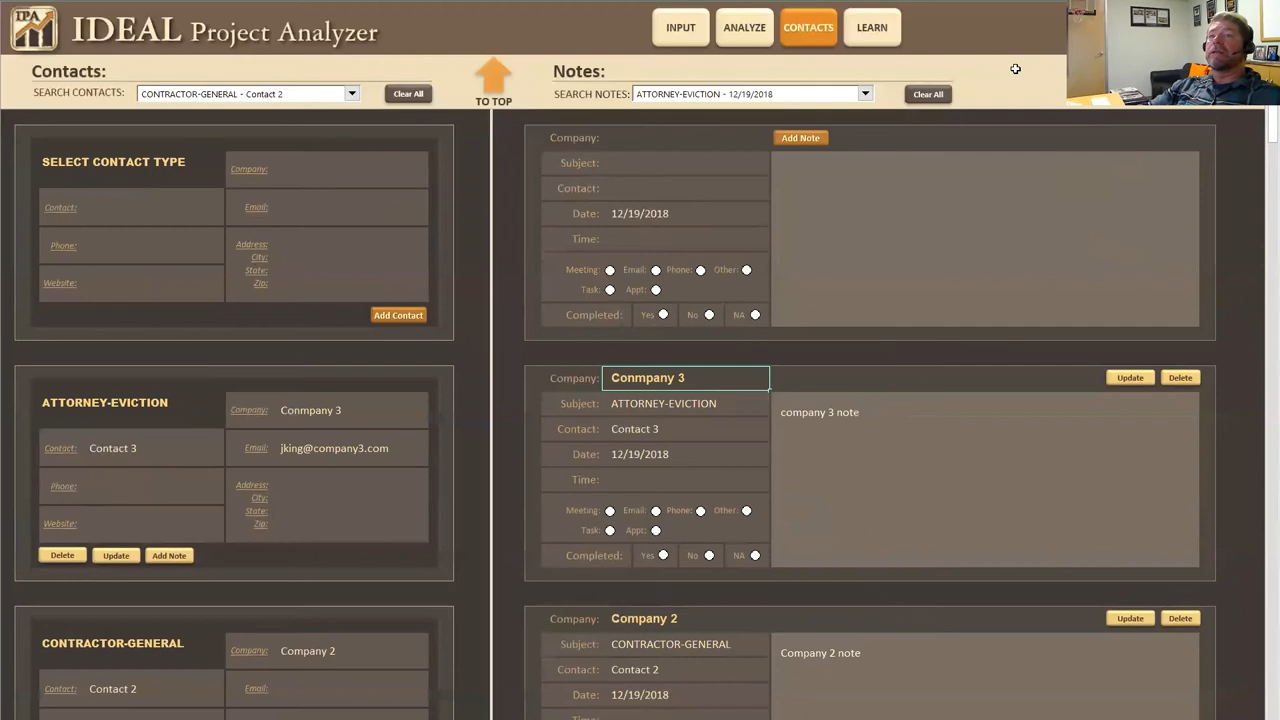 IPA
IDEAL Project Analyzer
INPUT
ANALYZE
CONTACTS
LEARN
Contacts:
SEARCH CONTACTS:
CONTRACTOR-GENERAL - Contact 2
Clear All
TO TOP
Notes:
SEARCH NOTES:
ATTORNEY-EVICTION - 12/19/2018
Clear All
SELECT CONTACT TYPE
Company:
Contact:
Email:
Phone:
Address:
City:
State:
Zip:
Website:
Add Contact
Company:
Add Note
Subject:
Contact:
Date: 12/19/2018
Time:
Meeting: Email: Phone: Other:
Task: Appt:
Completed: Yes No NA
ATTORNEY-EVICTION
Company: Conmpany 3
Contact: Contact 3
Email: jking@company3.com
Phone:
Address:
City:
State:
Zip:
Website:
Delete
Update
Add Note
Company: Conmpany 3
Update
Delete
Subject: ATTORNEY-EVICTION
company 3 note
Contact: Contact 3
Date: 12/19/2018
Time:
Meeting: Email: Phone: Other:
Task: Appt:
Completed: Yes No NA
CONTRACTOR-GENERAL
Company: Company 2
Contact: Contact 2
Email:
Company: Company 2
Update
Delete
Subject: CONTRACTOR-GENERAL
Company 2 note
Contact: Contact 2
Date: 12/19/2018
Time: